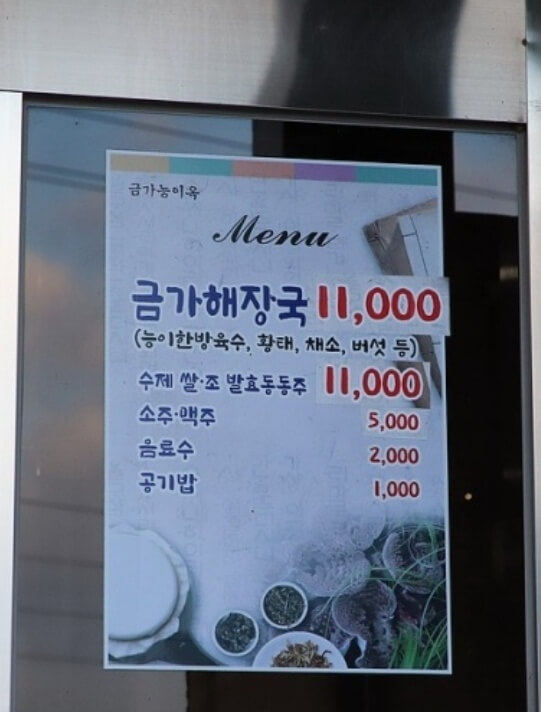 금가능이옥
Menu
금가해장국 11,000
(능이한방육수, 황태, 채소, 버섯 등)
수제 쌀·조 발효동동주 11,000
소주·맥주 5,000
음료수 2,000
공기밥 1,000